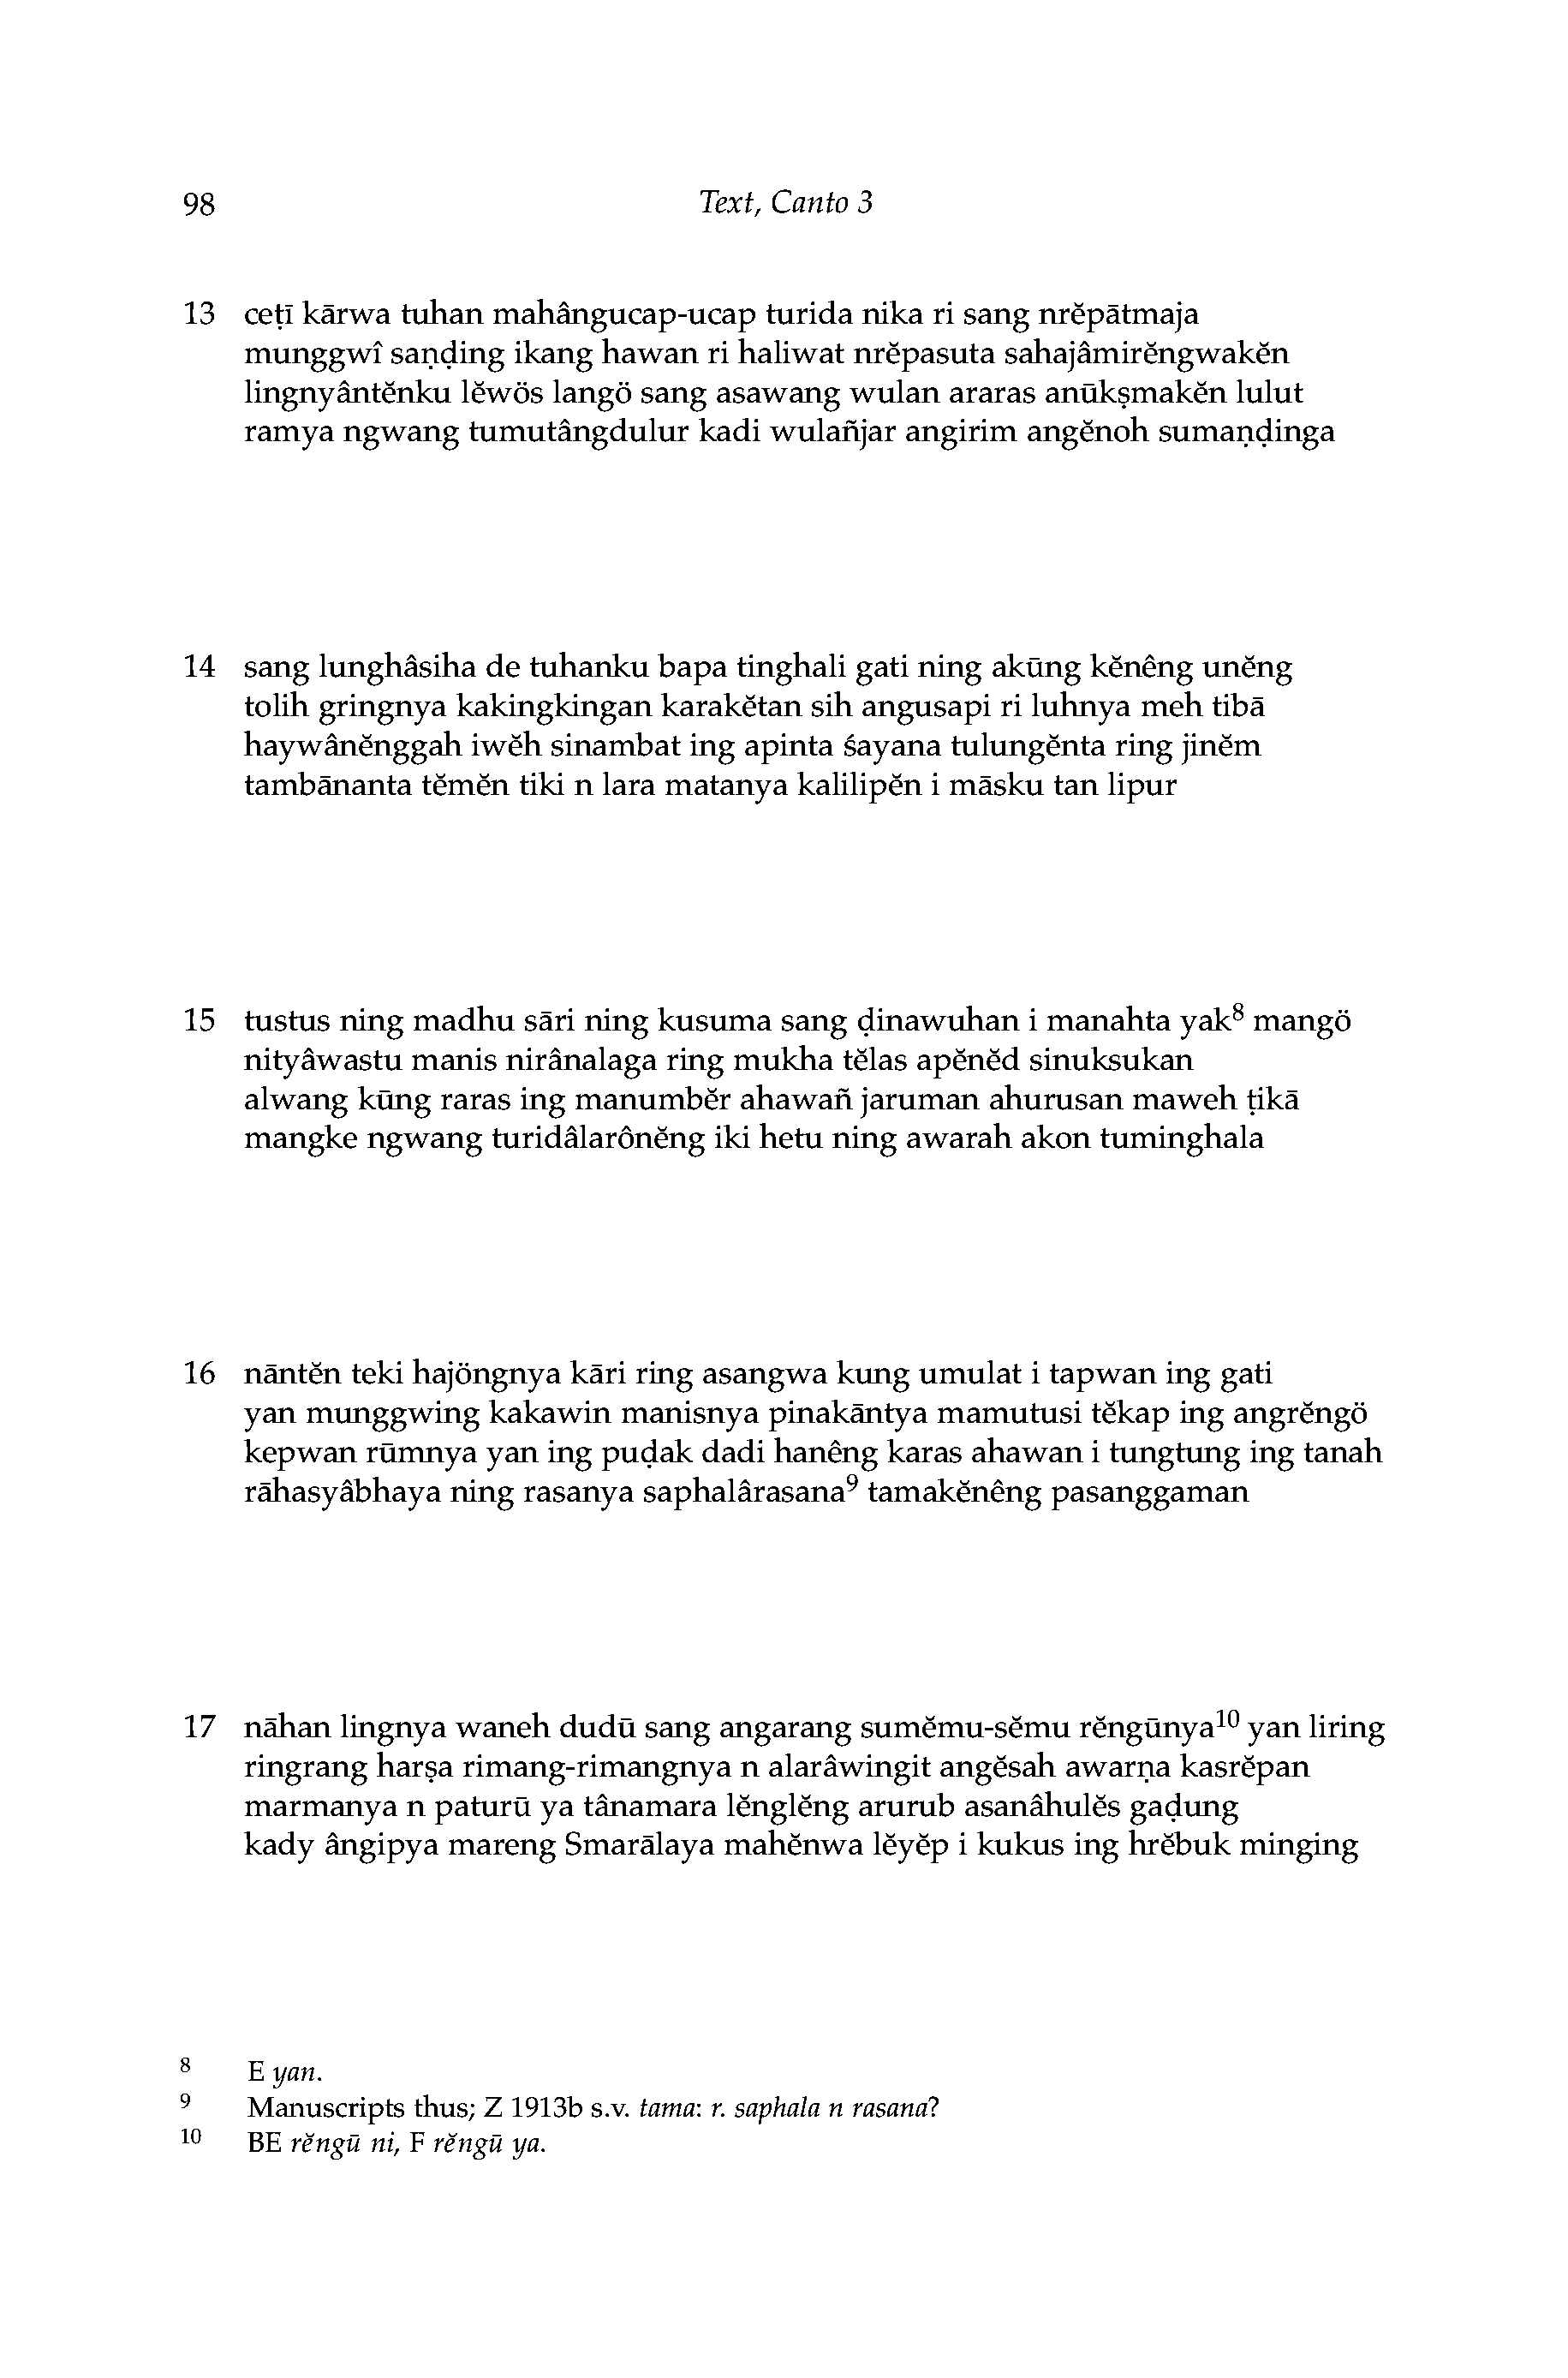 98 Text, Canto 3
13 ceṭī kārwa tuhan mahângucap-ucap turida nika ri sang nrĕpātmaja
munggwî saṇḍing ikang hawan ri haliwat nrĕpasuta sahajâmirĕngwakĕn
lingnyântĕnku lĕwös langö sang asawang wulan araras anūkṣmakĕn lulut
ramya ngwang tumutângdulur kadi wulañjar angirim angĕnoh sumaṇḍinga
14 sang lunghâsiha de tuhanku bapa tinghali gati ning akūng kĕnêng unĕng
tolih gringnya kakingkingan karakĕtan sih angusapi ri luhnya meh tibā
haywânĕnggah iwĕh sinambat ing apinta śayana tulungĕnta ring jinĕm
tambānanta tĕmĕn tiki n lara matanya kalilipĕn i māsku tan lipur
15 tustus ning madhu sāri ning kusuma sang ḍinawuhan i manahta yak⁸ mangö
nityâwastu manis nirânalaga ring mukha tĕlas apĕnĕd sinuksukan
alwang kūng raras ing manumbĕr ahawañ jaruman ahurusan maweh ṭikā
mangke ngwang turidâlarônĕng iki hetu ning awarah akon tuminghala
16 nāntĕn teki hajöngnya kāri ring asangwa kung umulat i tapwan ing gati
yan munggwing kakawin manisnya pinakāntya mamutusi tĕkap ing angrĕngö
kepwan rūmnya yan ing puḍak dadi hanêng karas ahawan i tungtung ing tanah
rāhasyâbhaya ning rasanya saphalârasana⁹ tamakĕnêng pasanggaman
17 nāhan lingnya waneh dudū sang angarang sumĕmu-sĕmu rĕngūnya¹⁰ yan liring
ringrang harṣa rimang-rimangnya n alarâwingit angĕsah awarṇa kasrĕpan
marmanya n paturū ya tânamara lĕnglĕng arurub asanâhulĕs gaḍung
kady ângipya mareng Smarālaya mahĕnwa lĕyĕp i kukus ing hrĕbuk minging
⁸ E yan.
⁹ Manuscripts thus; Z 1913b s.v. tama: r. saphala n rasana?
¹⁰ BE rĕngū ni, F rĕngū ya.